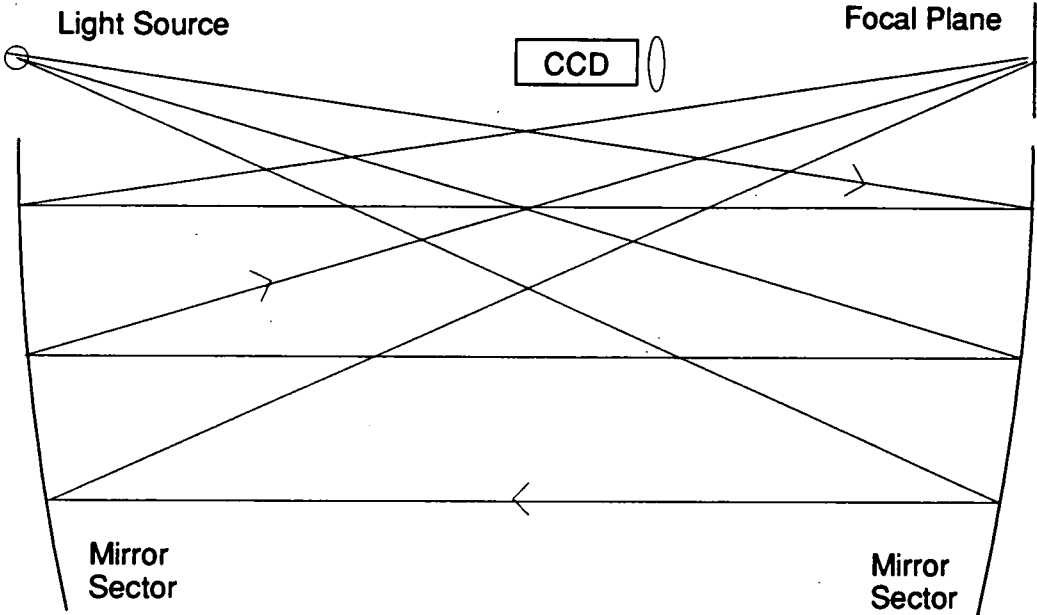 Light Source
CCD
Focal Plane
Mirror
Sector
Mirror
Sector